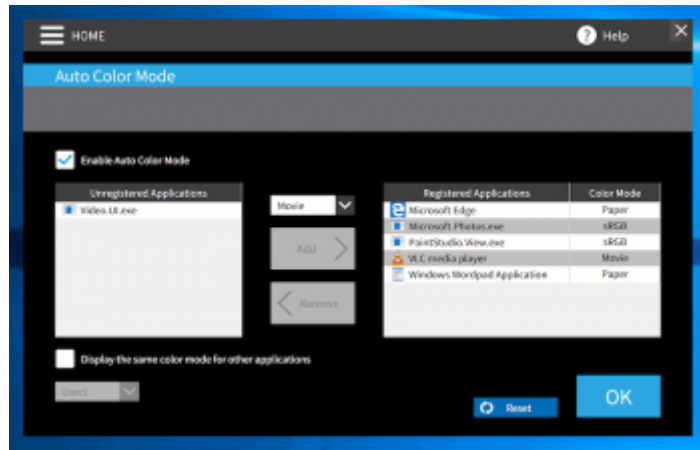 HOME
? Help
Auto Color Mode
Enable Auto Color Mode
Unregistered Applications
Video.UI.exe
Movie
Add
Remove
Registered Applications Color Mode
Microsoft Edge Paper
Microsoft.Photos.exe sRGB
PaintStudio.View.exe sRGB
VLC media player Movie
Windows Wordpad Application Paper
Display the same color mode for other applications
User1
Reset
OK